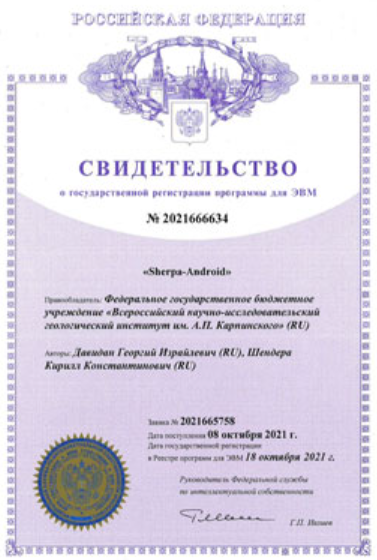 РОССИЙСКАЯ ФЕДЕРАЦИЯ
СВИДЕТЕЛЬСТВО
о государственной регистрации программы для ЭВМ
№ 2021666634
«Sherpa-Android»
Правообладатель: Федеральное государственное бюджетное
учреждение «Всероссийский научно-исследовательский
геологический институт им. А.П. Карпинского» (RU)
Авторы: Давидан Георгий Израйлевич (RU), Шендера
Кирилл Константинович (RU)
Заявка № 2021665758
Дата поступления 08 октября 2021 г.
Дата государственной регистрации
в Реестре программ для ЭВМ 18 октября 2021 г.
Руководитель Федеральной службы
по интеллектуальной собственности
Г.П. Ивлиев